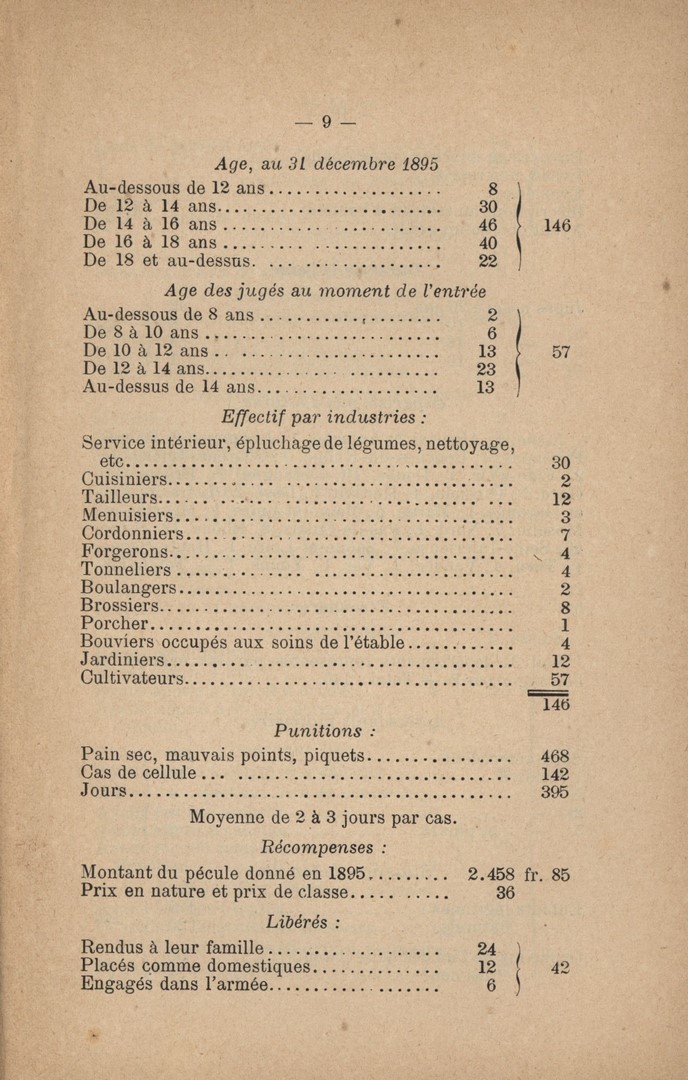 — 9 —
Age, au 31 décembre 1895
Au-dessous de 12 ans.................... 8
De 12 à 14 ans.......................... 30
De 14 à 16 ans.......................... 46 146
De 16 à 18 ans.......................... 40
De 18 et au-dessus...................... 22
Age des jugés au moment de l'entrée
Au-dessous de 8 ans..................... 2
De 8 à 10 ans........................... 6
De 10 à 12 ans.......................... 13 57
De 12 à 14 ans.......................... 23
Au-dessus de 14 ans..................... 13
Effectif par industries :
Service intérieur, épluchage de légumes, nettoyage,
etc..................................... 30
Cuisiniers.............................. 2
Tailleurs............................... 12
Menuisiers.............................. 3
Cordonniers............................. 7
Forgerons............................... 4
Tonneliers.............................. 4
Boulangers.............................. 2
Brossiers............................... 8
Porcher................................. 1
Bouviers occupés aux soins de l'étable............ 4
Jardiniers.............................. 12
Cultivateurs............................ 57
146
Punitions :
Pain sec, mauvais points, piquets................ 468
Cas de cellule.......................... 142
Jours................................... 395
Moyenne de 2 à 3 jours par cas.
Récompenses :
Montant du pécule donné en 1895......... 2.458 fr. 85
Prix en nature et prix de classe.......... 36
Libérés :
Rendus à leur famille................... 24
Placés comme domestiques................ 12 42
Engagés dans l'armée.................... 6